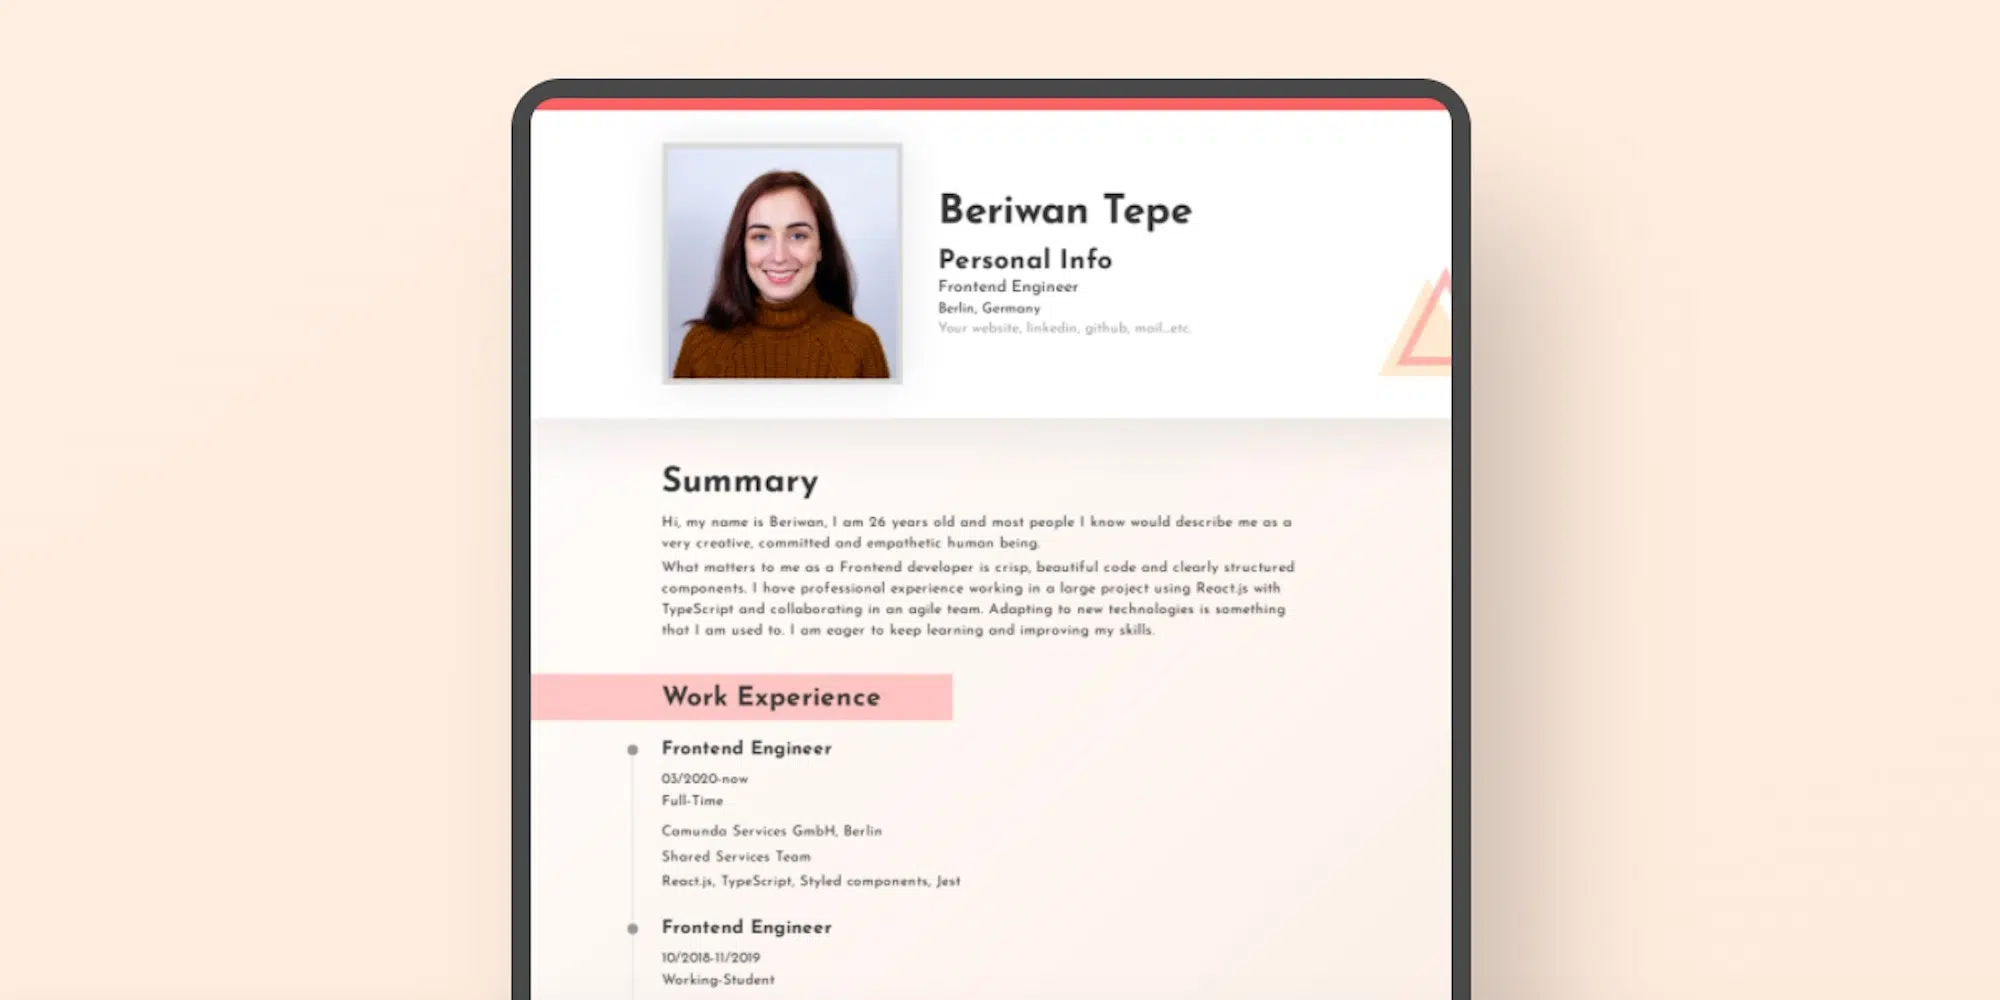 Beriwan Tepe
Personal Info
Frontend Engineer
Berlin, Germany
Your website, linkedin, github, mail...etc.
Summary
Hi, my name is Beriwan, I am 26 years old and most people I know would describe me as a
very creative, committed and empathetic human being.
What matters to me as a Frontend developer is crisp, beautiful code and clearly structured
components. I have professional experience working in a large project using React.js with
TypeScript and collaborating in an agile team. Adapting to new technologies is something
that I am used to. I am eager to keep learning and improving my skills.
Work Experience
Frontend Engineer
03/2020-now
Full-Time
Camunda Services GmbH, Berlin
Shared Services Team
React.js, TypeScript, Styled components, Jest
Frontend Engineer
10/2018-11/2019
Working-Student